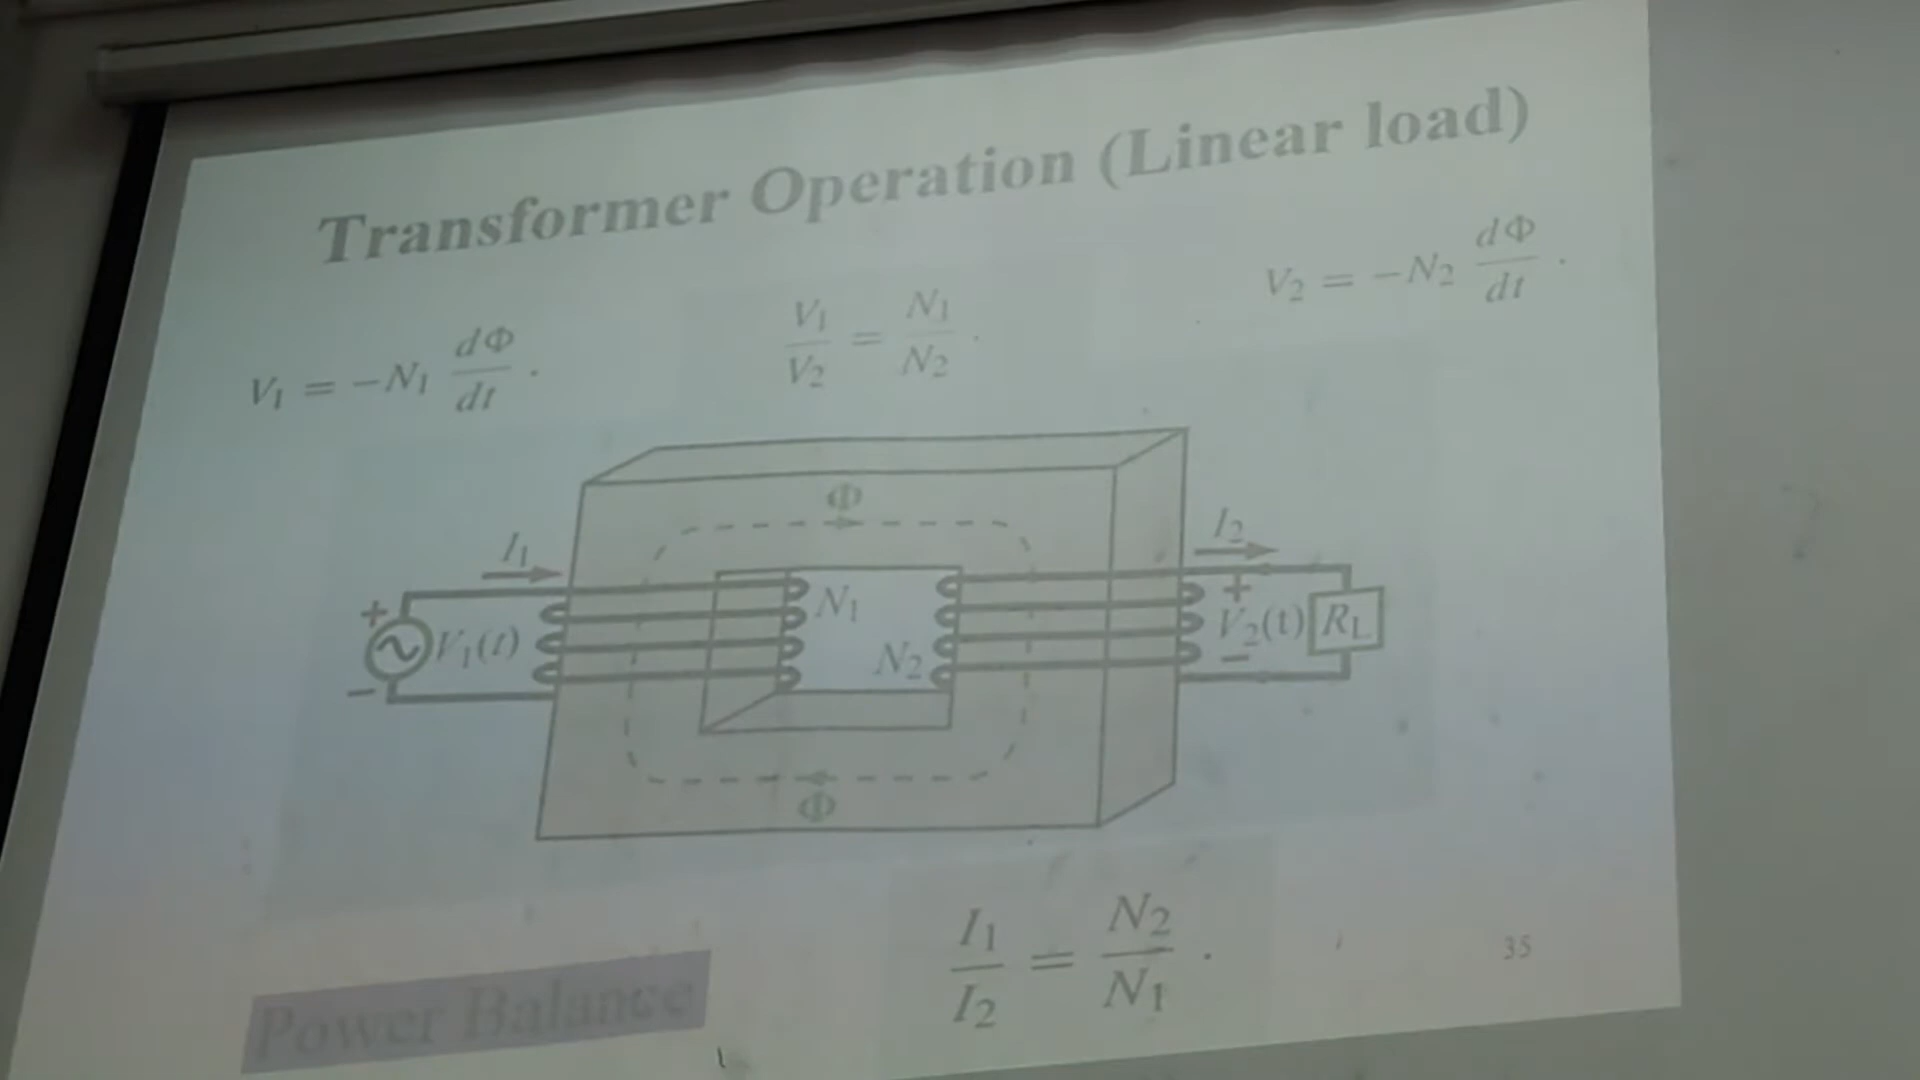 Transformer Operation (Linear load)
V₁ = −N₁ dΦ/dt .
V₁/V₂ = N₁/N₂ .
V₂ = −N₂ dΦ/dt .
Φ
I₁
I₂
+
V₁(t)
−
N₁
N₂
+
V₂(t)
−
R_L
Φ
I₁/I₂ = N₂/N₁ .
Power Balance
35